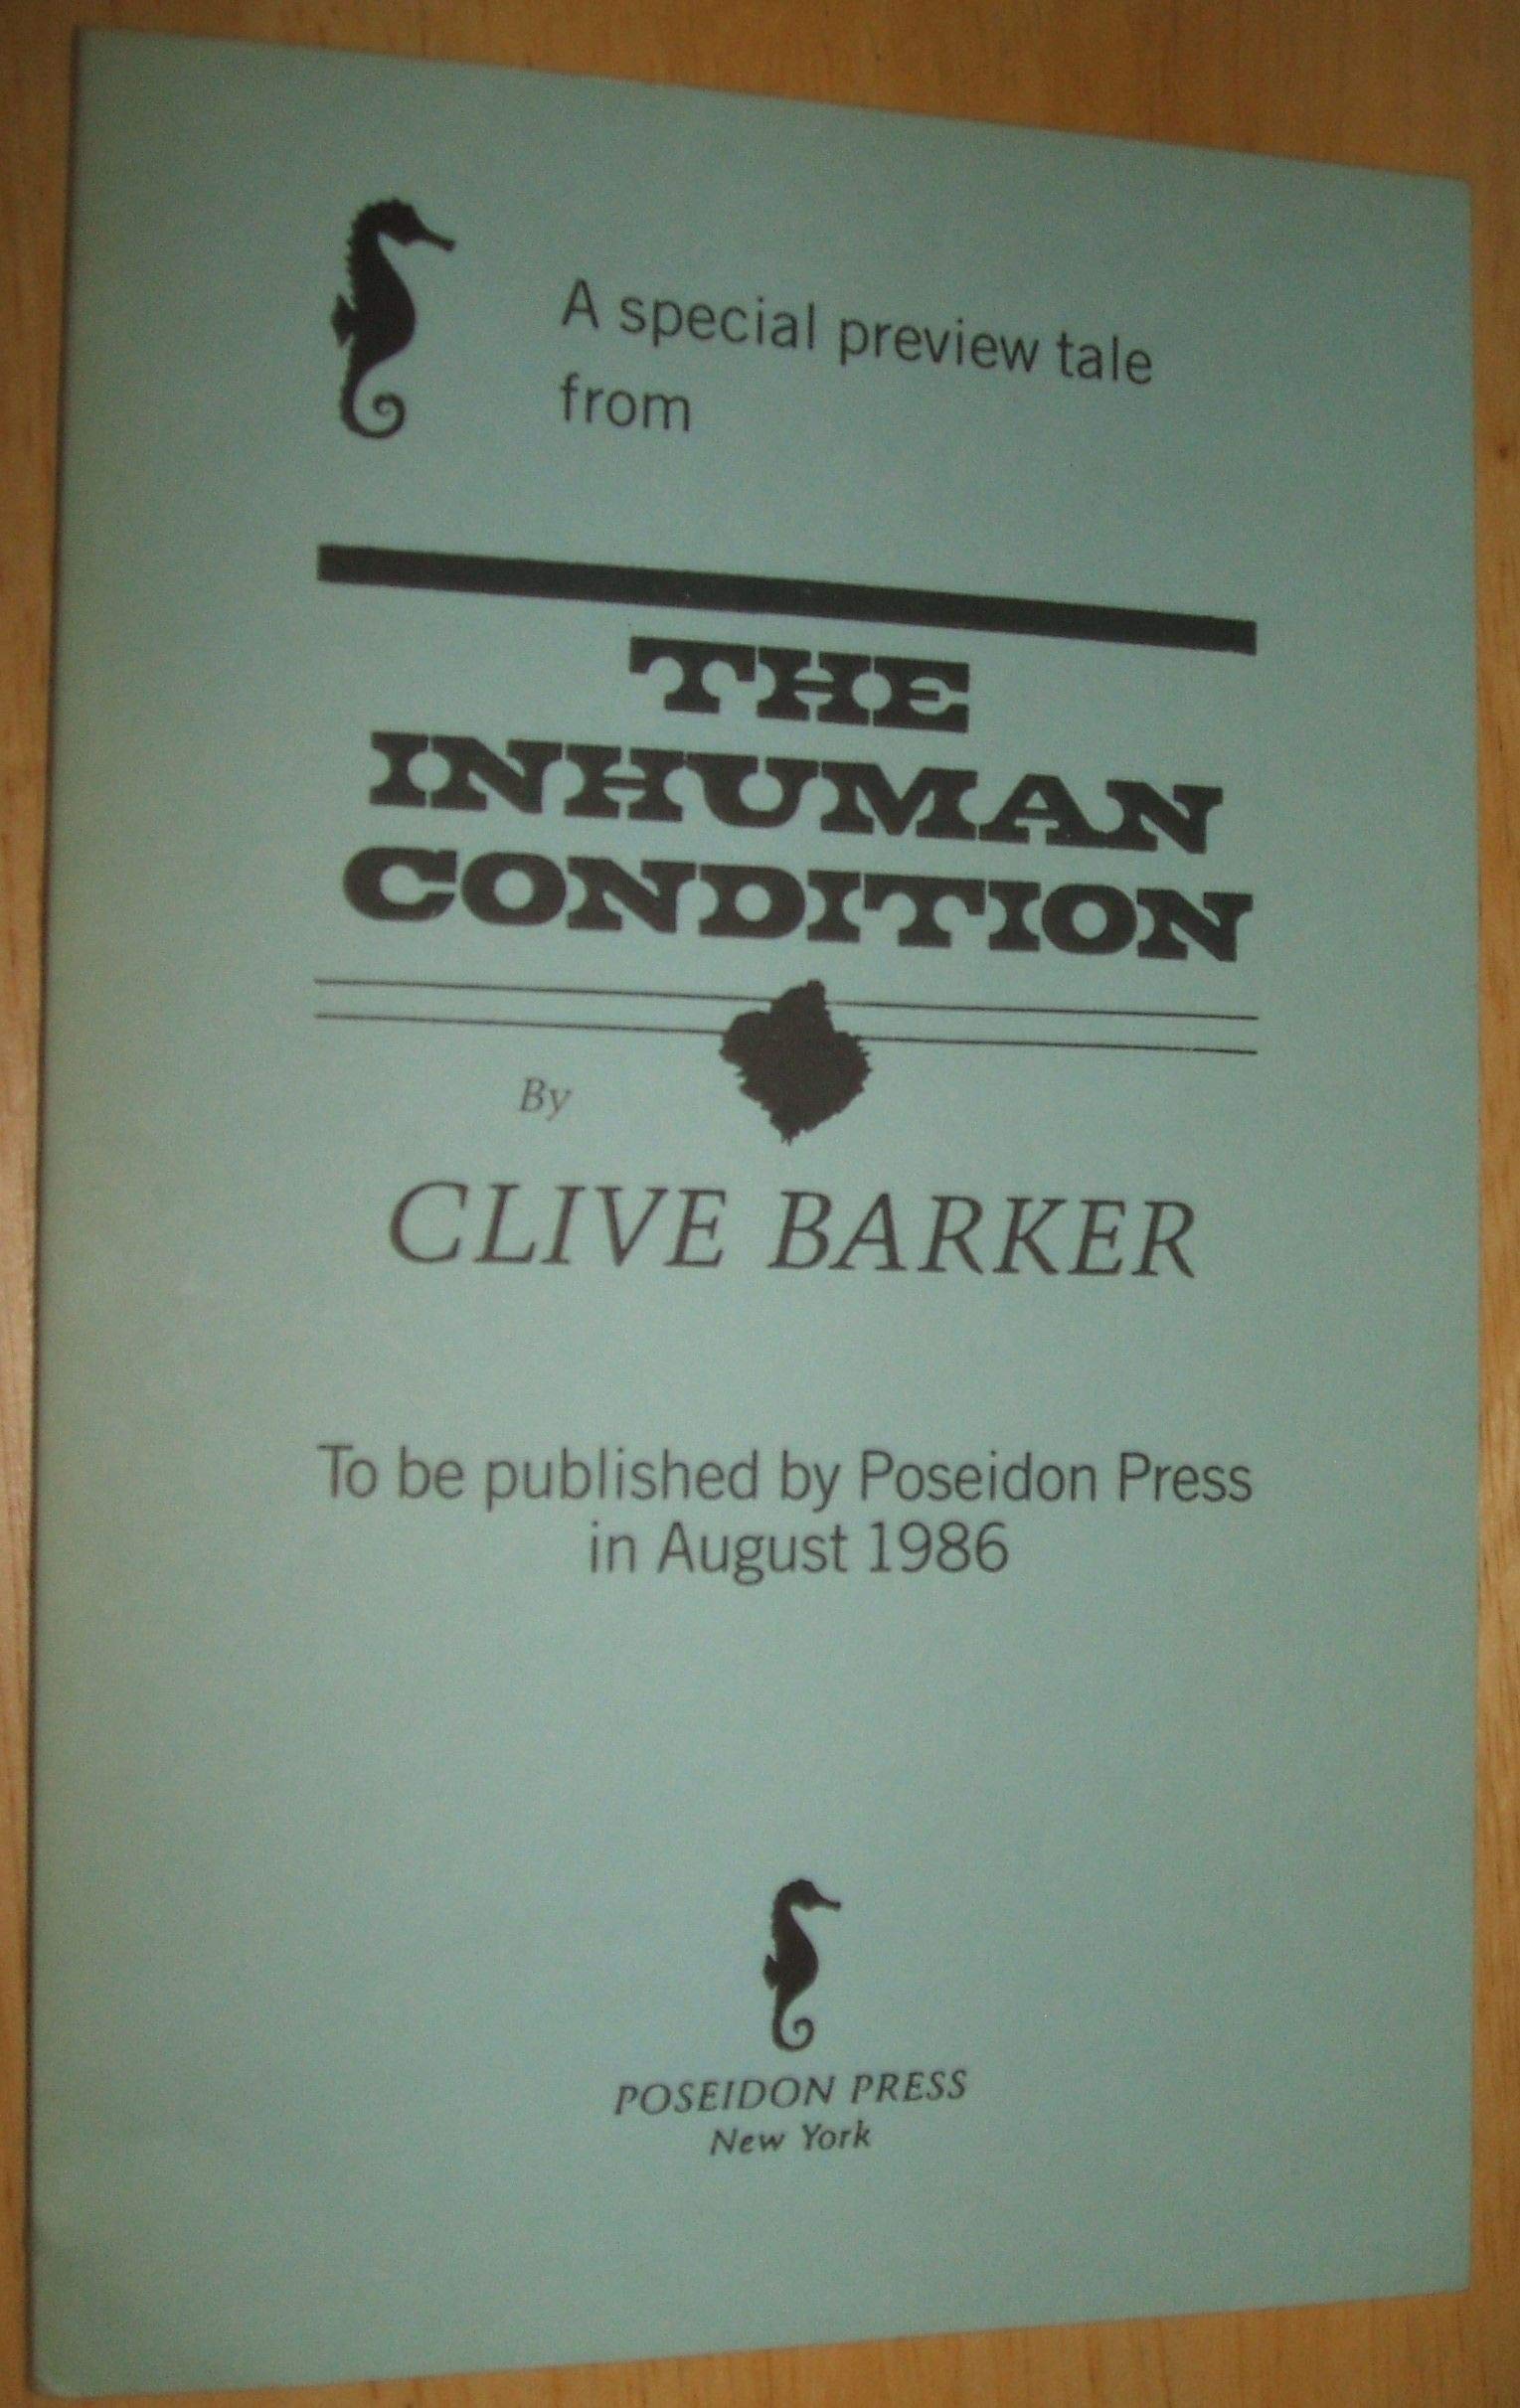 A special preview tale
from
THE
INHUMAN
CONDITION
By
CLIVE BARKER
To be published by Poseidon Press
in August 1986
POSEIDON PRESS
New York